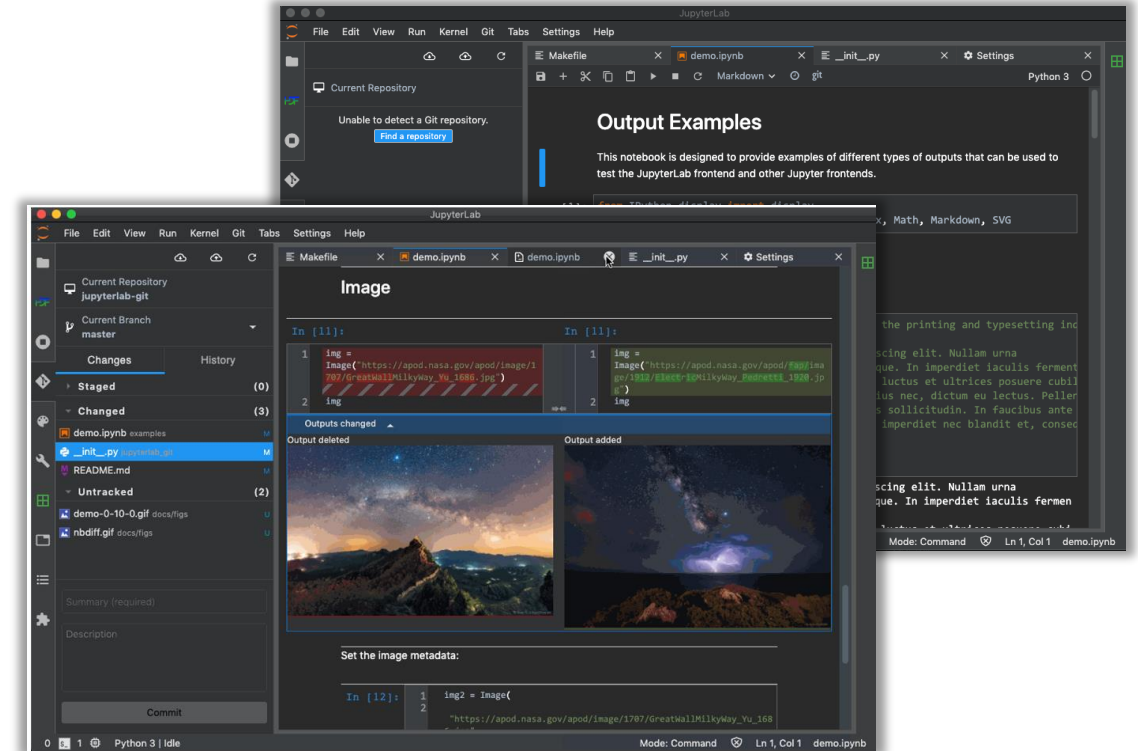 JupyterLab
File Edit View Run Kernel Git Tabs Settings Help
Makefile
demo.ipynb
__init__.py
Settings
Markdown
git
Python 3
Current Repository
Unable to detect a Git repository.
Find a repository
Output Examples
This notebook is designed to provide examples of different types of outputs that can be used to
test the JupyterLab frontend and other Jupyter frontends.
from IPython.display import display
x, Math, Markdown, SVG
the printing and typesetting
scing elit. Nullam urna
que. In imperdiet iaculis ferment
luctus et ultrices posuere cubil
ius nec, dictum eu lectus. Peller
s sollicitudin. In faucibus ante
imperdiet nec blandit et, consec
scing elit. Nullam urna
que. In imperdiet iaculis fermen
Mode: Command
Ln 1, Col 1
demo.ipynb
JupyterLab
File Edit View Run Kernel Git Tabs Settings Help
Makefile
demo.ipynb
demo.ipynb
__init__.py
Settings
Current Repository
jupyterlab-git
Current Branch
master
Changes
History
Staged (0)
Changed (3)
demo.ipynb examples M
__init__.py jupyterlab_git M
README.md M
Untracked (2)
demo-0-10-0.gif docs/figs U
nbdiff.gif docs/figs U
Summary (required)
Description
Commit
Image
In [11]:
1 img =
Image("https://apod.nasa.gov/apod/image/1
707/GreatWallMilkyWay_Yu_1686.jpg")
2 img
In [11]:
1 img =
Image("https://apod.nasa.gov/apod/fap/ima
ge/1912/ElectricMilkyWay_Pedretti_1920.jp
g")
2 img
Outputs changed
Output deleted
Output added
Set the image metadata:
In [12]:
1 img2 = Image(
2
"https://apod.nasa.gov/apod/image/1707/GreatWallMilkyWay_Yu_168
0
1
Python 3 | Idle
Mode: Command
Ln 1, Col 1
demo.ipynb